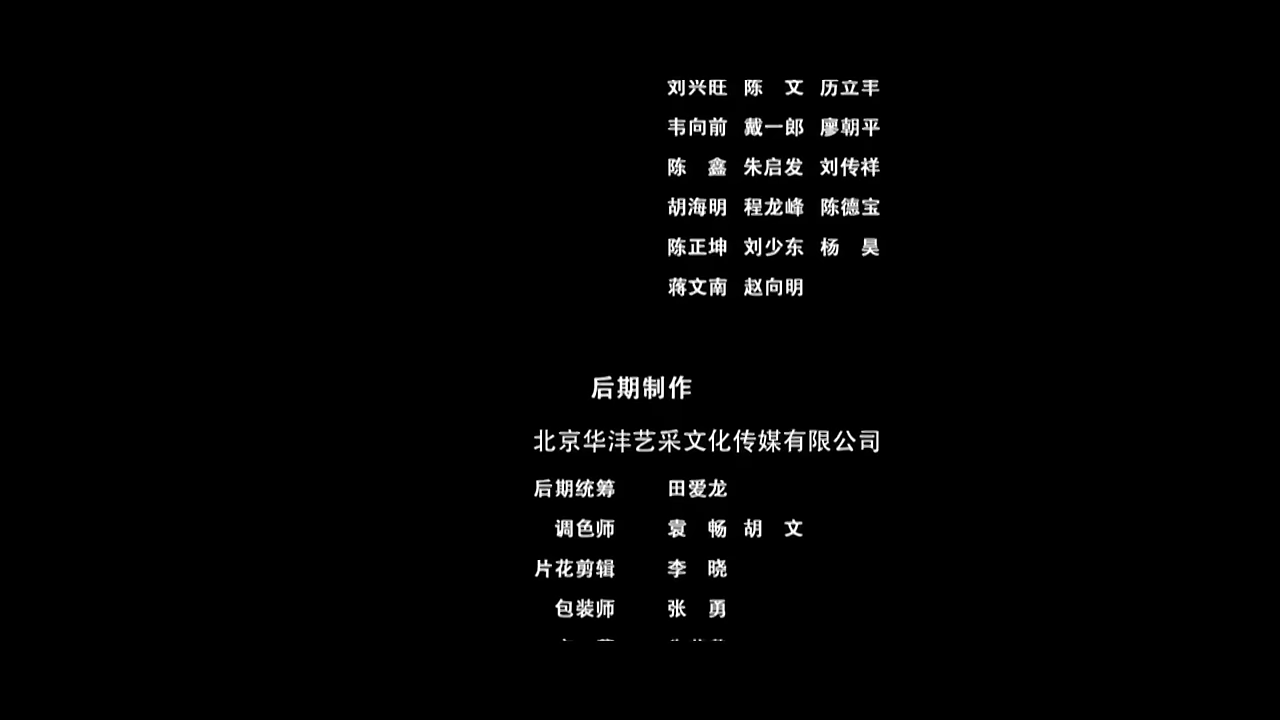 刘兴旺 陈 文 历立丰
韦向前 戴一郎 廖朝平
陈 鑫 朱启发 刘传祥
胡海明 程龙峰 陈德宝
陈正坤 刘少东 杨 昊
蒋文南 赵向明
后期制作
北京华沣艺采文化传媒有限公司
后期统筹 田爱龙
调色师 袁 畅 胡 文
片花剪辑 李 晓
包装师 张 勇